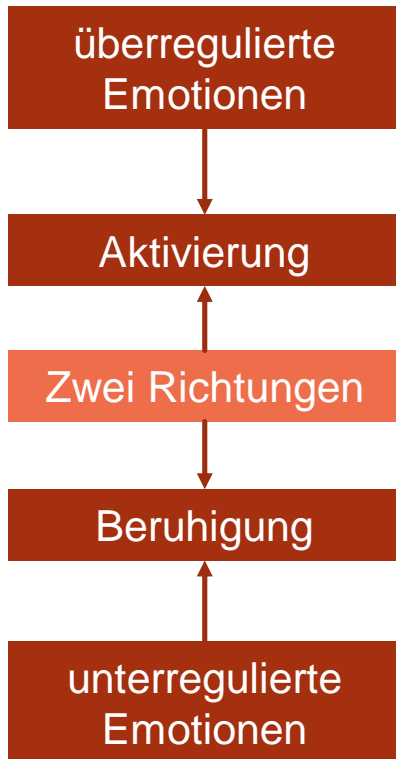 überregulierte
Emotionen
Aktivierung
Zwei Richtungen
Beruhigung
unterregulierte
Emotionen